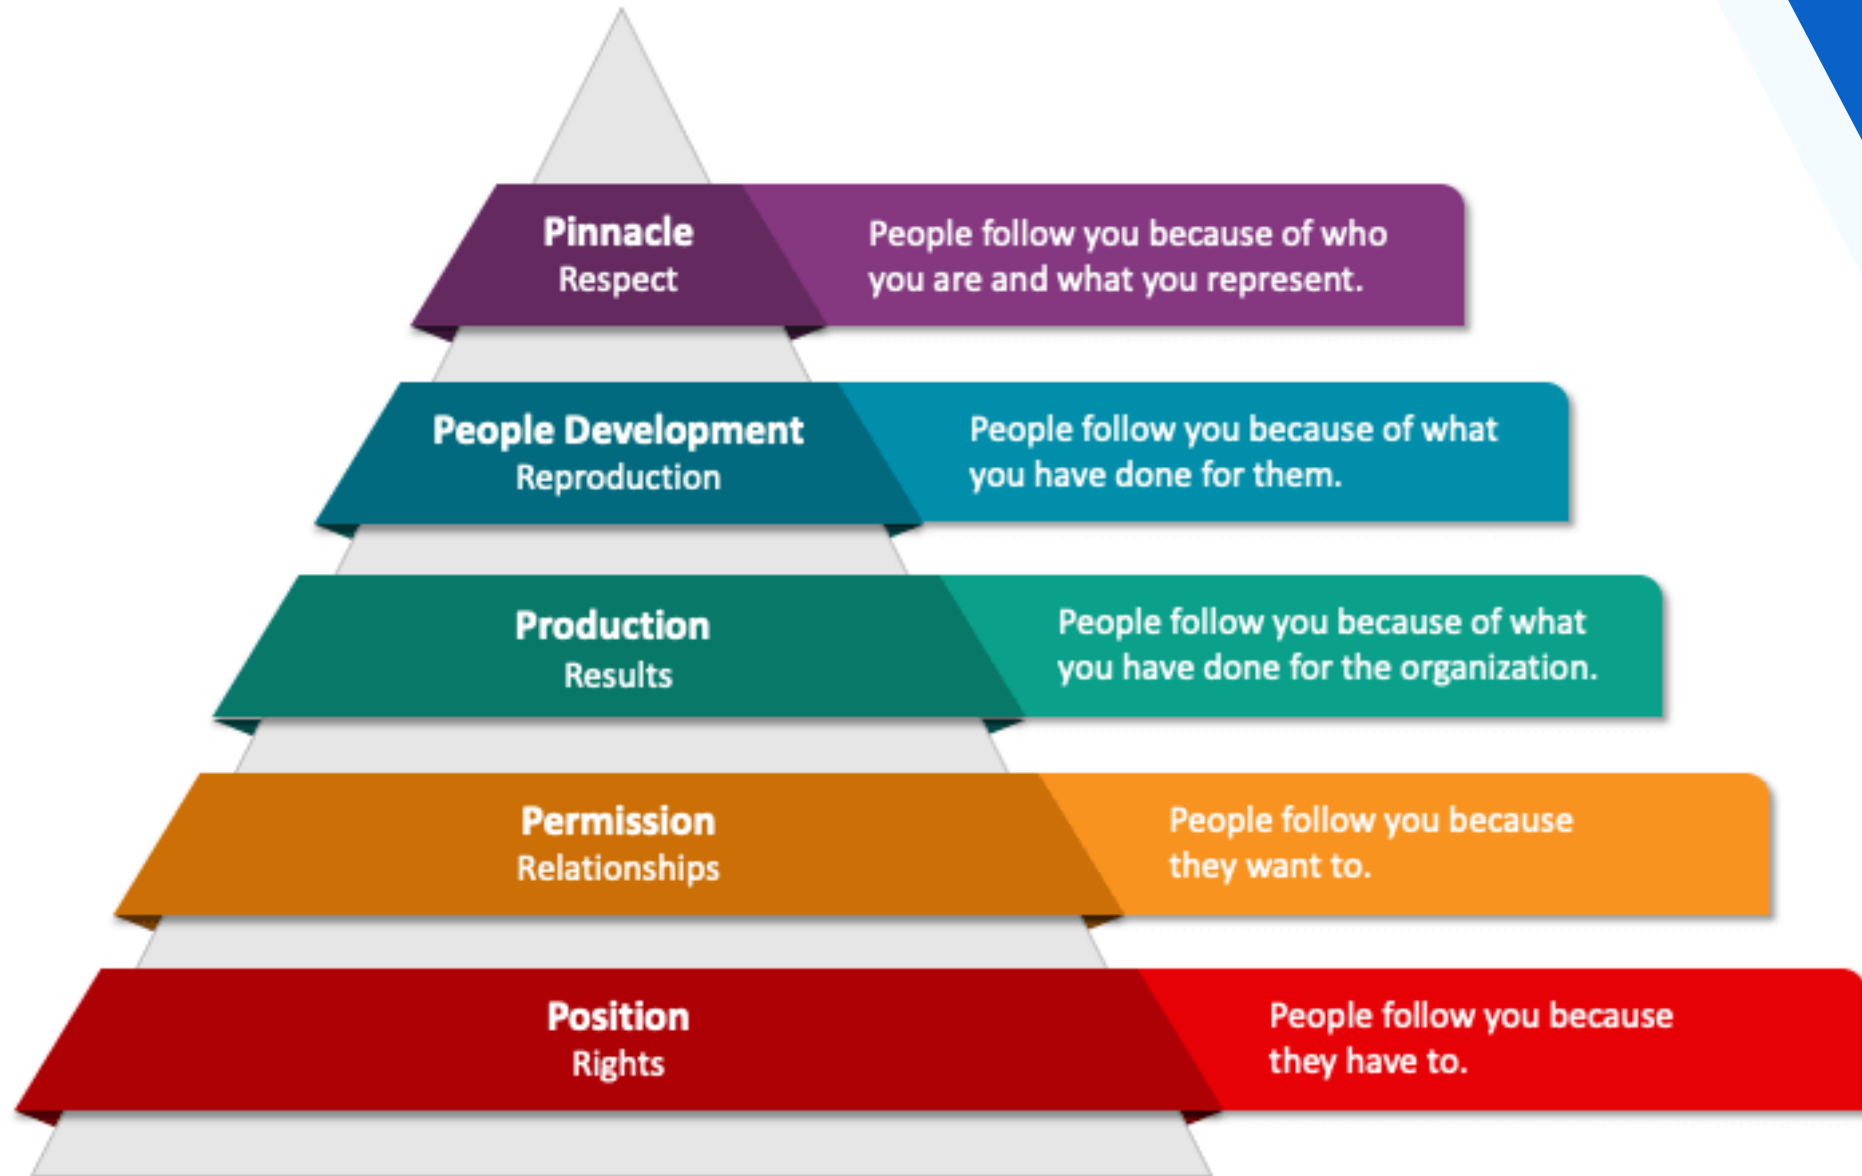 Pinnacle
Respect
People follow you because of who
you are and what you represent.
People Development
Reproduction
People follow you because of what
you have done for them.
Production
Results
People follow you because of what
you have done for the organization.
Permission
Relationships
People follow you because
they want to.
Position
Rights
People follow you because
they have to.